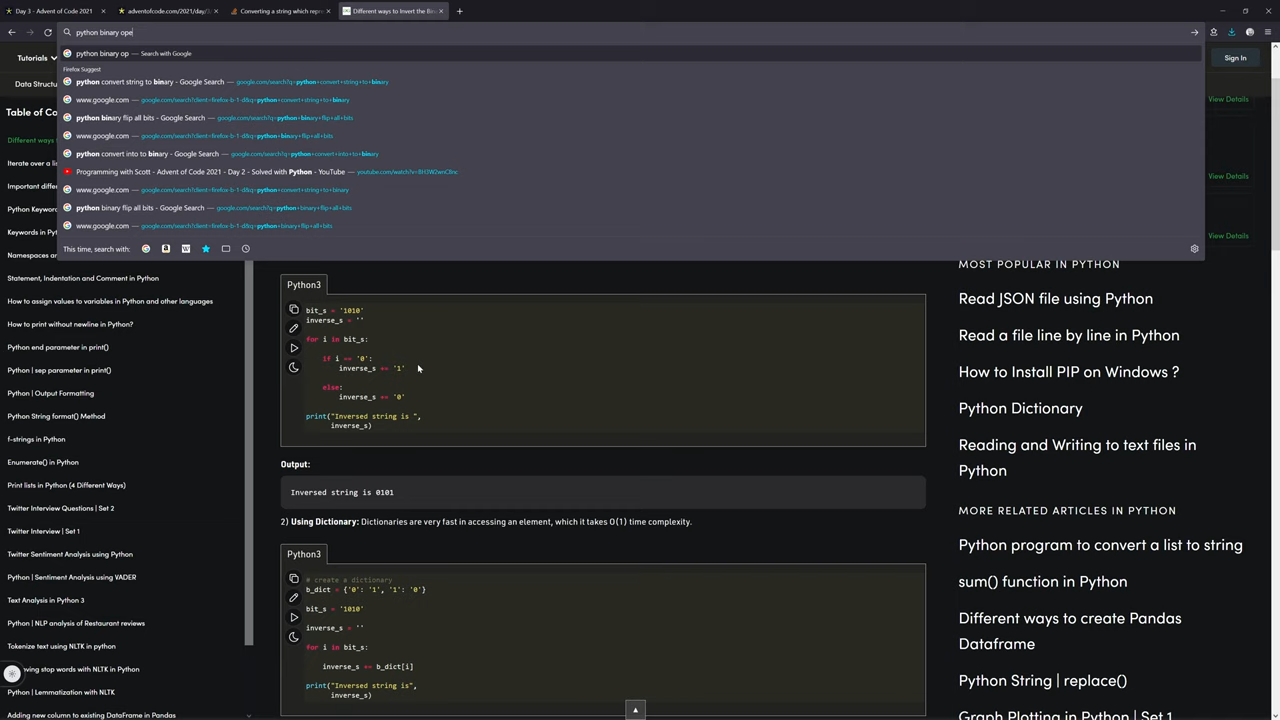 Day 3 - Advent of Code 2021
adventofcode.com/2021/day/3
Converting a string which repre
Different ways to Invert the Bin
python binary ope
python binary op — Search with Google
Firefox Suggest
python convert string to binary - Google Search — google.com/search?q=python+convert+string+to+binary
www.google.com — google.com/search?client=firefox-b-1-d&q=python+convert+string+to+binary
python binary flip all bits - Google Search — google.com/search?q=python+binary+flip+all+bits
www.google.com — google.com/search?client=firefox-b-1-d&q=python+binary+flip+all+bits
python convert into to binary - Google Search — google.com/search?q=python+convert+into+to+binary
Programming with Scott - Advent of Code 2021 - Day 2 - Solved with Python - YouTube —
www.google.com — google.com/search?client=firefox-b-1-d&q=python+convert+string+to+binary
python binary flip all bits - Google Search — google.com/search?q=python+binary+flip+all+bits
www.google.com — google.com/search?client=firefox-b-1-d&q=python+binary+flip+all+bits
This time, search with:
Tutorials
Sign In
Data Struct
Table of Co
Different ways
Iterate over a li
Important differ
Python Keywor
Keywords in Py
Namespaces an
Statement, Indentation and Comment in Python
How to assign values to variables in Python and other languages
How to print without newline in Python?
Python end parameter in print()
Python | sep parameter in print()
Python | Output Formatting
Python String format() Method
f-strings in Python
Enumerate() in Python
Print lists in Python (4 Different Ways)
Twitter Interview Questions | Set 2
Twitter Interview | Set 1
Twitter Sentiment Analysis using Python
Python | Sentiment Analysis using VADER
Text Analysis in Python 3
Python | NLTK nltk.tokenizer.word_tokenize()
Tokenize text using NLTK in python
oving stop words with NLTK in Python
Python | Lemmatization with NLTK
Adding new column to existing DataFrame in Pandas
Python3
bit_s = '1010'
inverse_s = ''
for i in bit_s:
if i == '0':
inverse_s += '1'
else:
inverse_s += '0'
print("Inversed string is ",
inverse_s)
Output:
Inversed string is 0101
2) Using Dictionary: Dictionaries are very fast in accessing an element, which it takes O(1) time complexity.
Python3
# create a dictionary
b_dict = {'0': '1', '1': '0'}
bit_s = '1010'
inverse_s = ''
for i in bit_s:
inverse_s += b_dict[i]
print("Inversed string is",
inverse_s)
View Details
View Details
View Details
MOST POPULAR IN PYTHON
Read JSON file using Python
Read a file line by line in Python
How to Install PIP on Windows ?
Python Dictionary
Reading and Writing to text files in
Python
MORE RELATED ARTICLES IN PYTHON
Python program to convert a list to string
sum() function in Python
Different ways to create Pandas
Dataframe
Python String | replace()
Graph Plotting in Python | Set 1